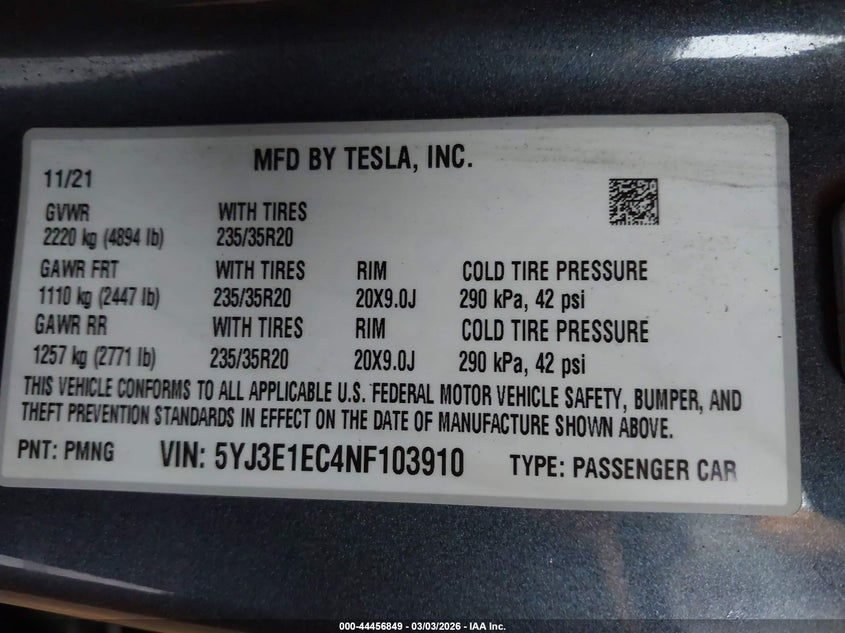 MFD BY TESLA, INC.
11/21
GVWR WITH TIRES
2220 kg (4894 lb) 235/35R20
GAWR FRT WITH TIRES RIM COLD TIRE PRESSURE
1110 kg (2447 lb) 235/35R20 20X9.0J 290 kPa, 42 psi
GAWR RR WITH TIRES RIM COLD TIRE PRESSURE
1257 kg (2771 lb) 235/35R20 20X9.0J 290 kPa, 42 psi
THIS VEHICLE CONFORMS TO ALL APPLICABLE U.S. FEDERAL MOTOR VEHICLE SAFETY, BUMPER, AND
THEFT PREVENTION STANDARDS IN EFFECT ON THE DATE OF MANUFACTURE SHOWN ABOVE.
PNT: PMNG VIN: 5YJ3E1EC4NF103910 TYPE: PASSENGER CAR
000-44456849 - 03/03/2026 - IAA Inc.